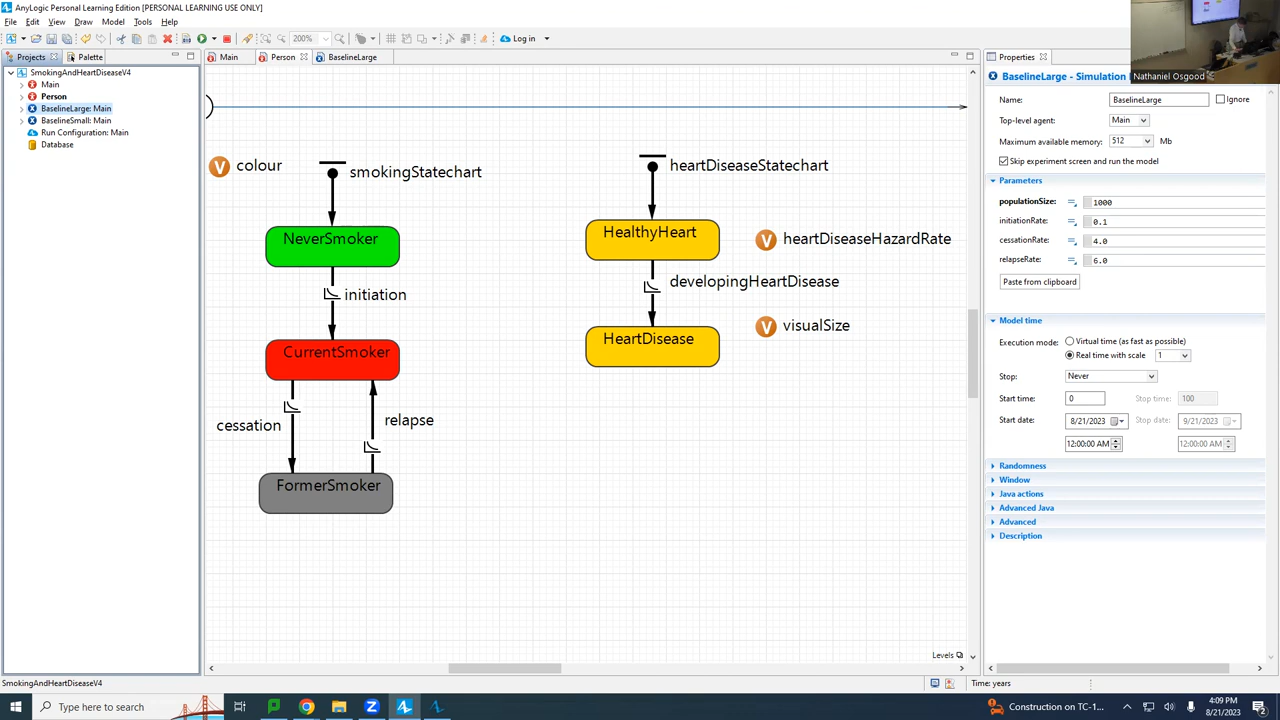 AnyLogic Personal Learning Edition [PERSONAL LEARNING USE ONLY]
File Edit View Draw Model Tools Help
200% Log in
Projects Palette
Main Person BaselineLarge
Properties
SmokingAndHeartDiseaseV4
Main
Person
BaselineLarge: Main
BaselineSmall: Main
Run Configuration: Main
Database
colour
smokingStatechart
NeverSmoker
initiation
CurrentSmoker
cessation
relapse
FormerSmoker
heartDiseaseStatechart
HealthyHeart
heartDiseaseHazardRate
developingHeartDisease
visualSize
HeartDisease
Levels
Nathaniel Osgood
BaselineLarge - Simulation
Name: BaselineLarge Ignore
Top-level agent: Main
Maximum available memory: 512 Mb
Skip experiment screen and run the model
Parameters
populationSize: 1000
initiationRate: 0.1
cessationRate: 4.0
relapseRate: 6.0
Paste from clipboard
Model time
Execution mode: Virtual time (as fast as possible)
Real time with scale 1
Stop: Never
Start time: 0 Stop time: 100
Start date: 8/21/2023 Stop date: 9/21/2023
12:00:00 AM 12:00:00 AM
Randomness
Window
Java actions
Advanced Java
Advanced
Description
SmokingAndHeartDiseaseV4
Time: years
Type here to search
Construction on TC-1...
4:09 PM
8/21/2023
2